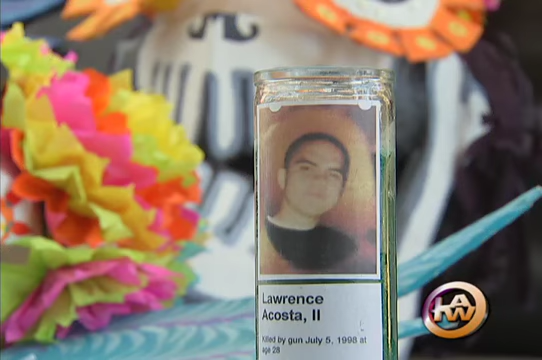 Lawrence
Acosta, II
Killed by gun July 5, 1998 at
age 28